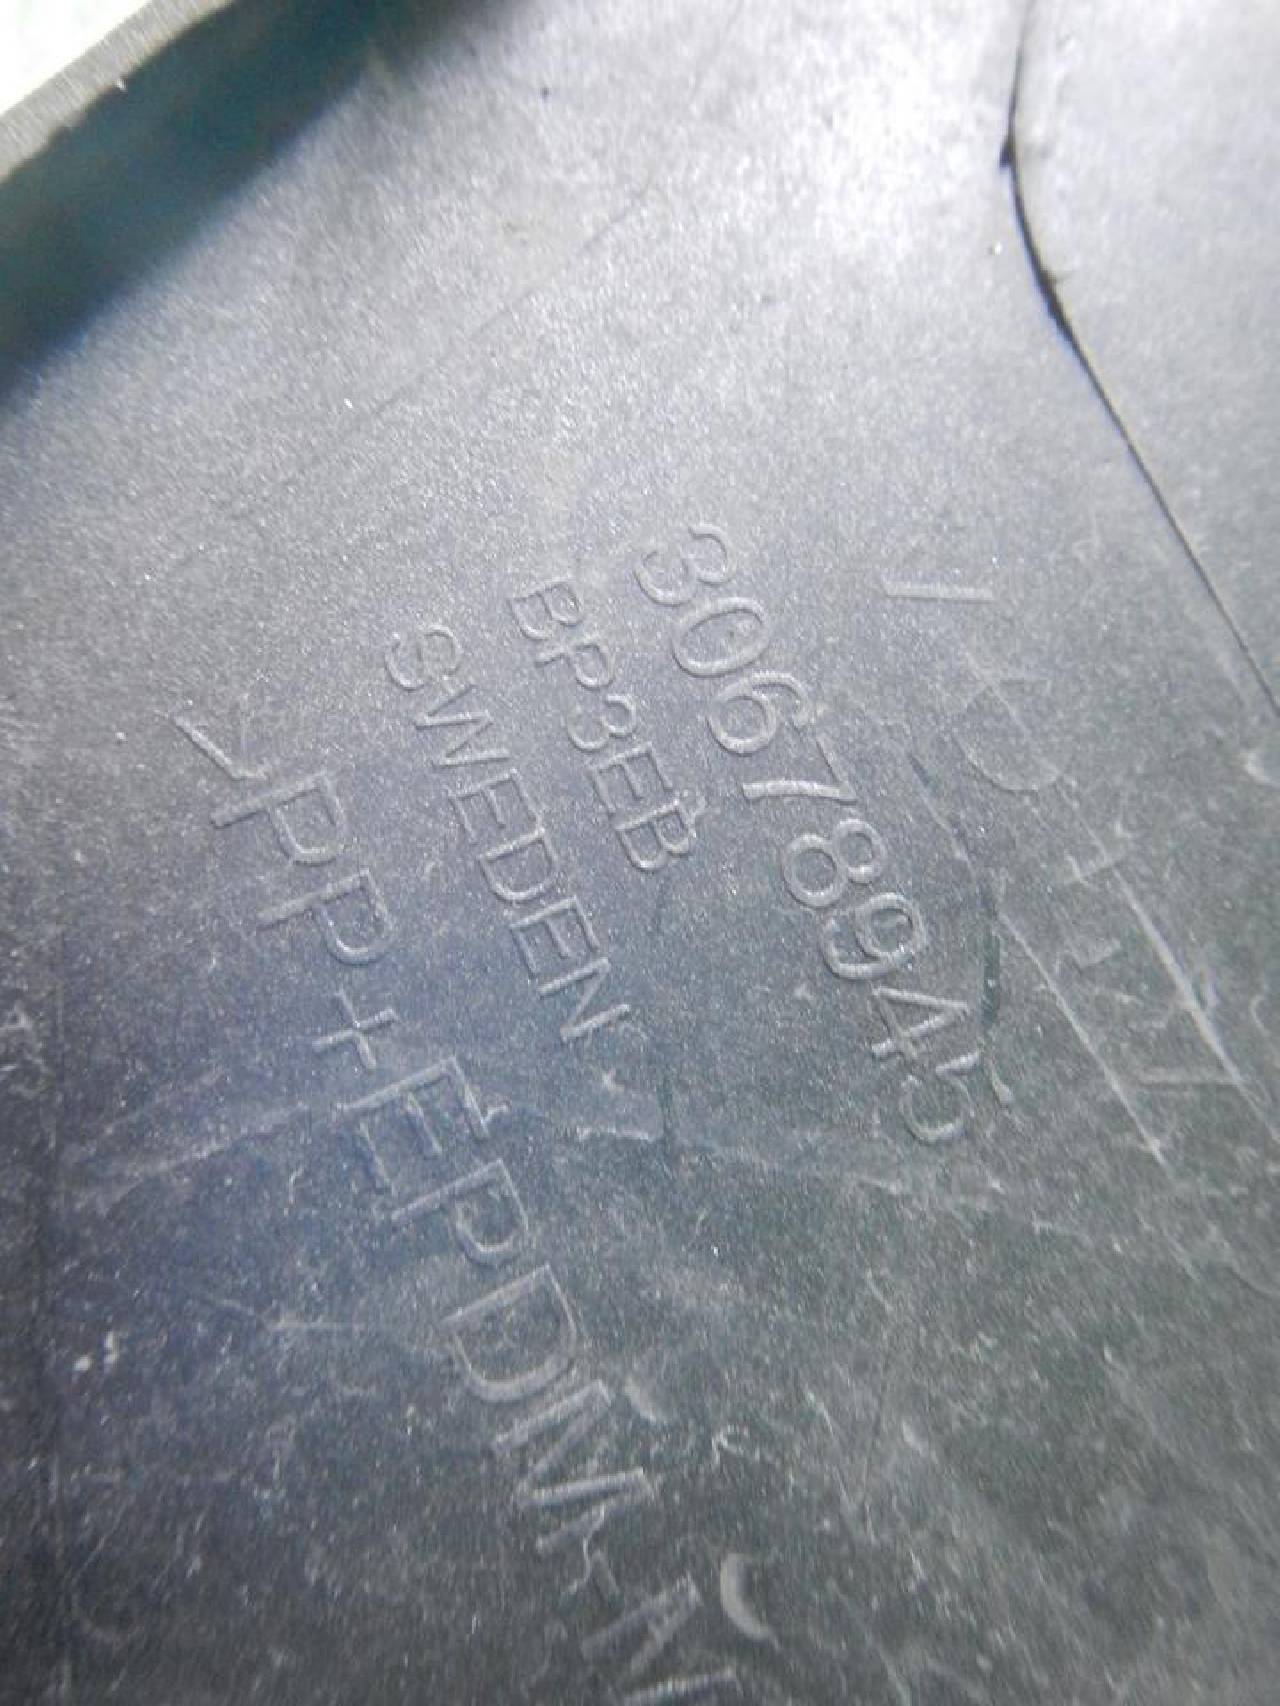 30678945
BP3EB
SWEDEN
>PP+EPDM-